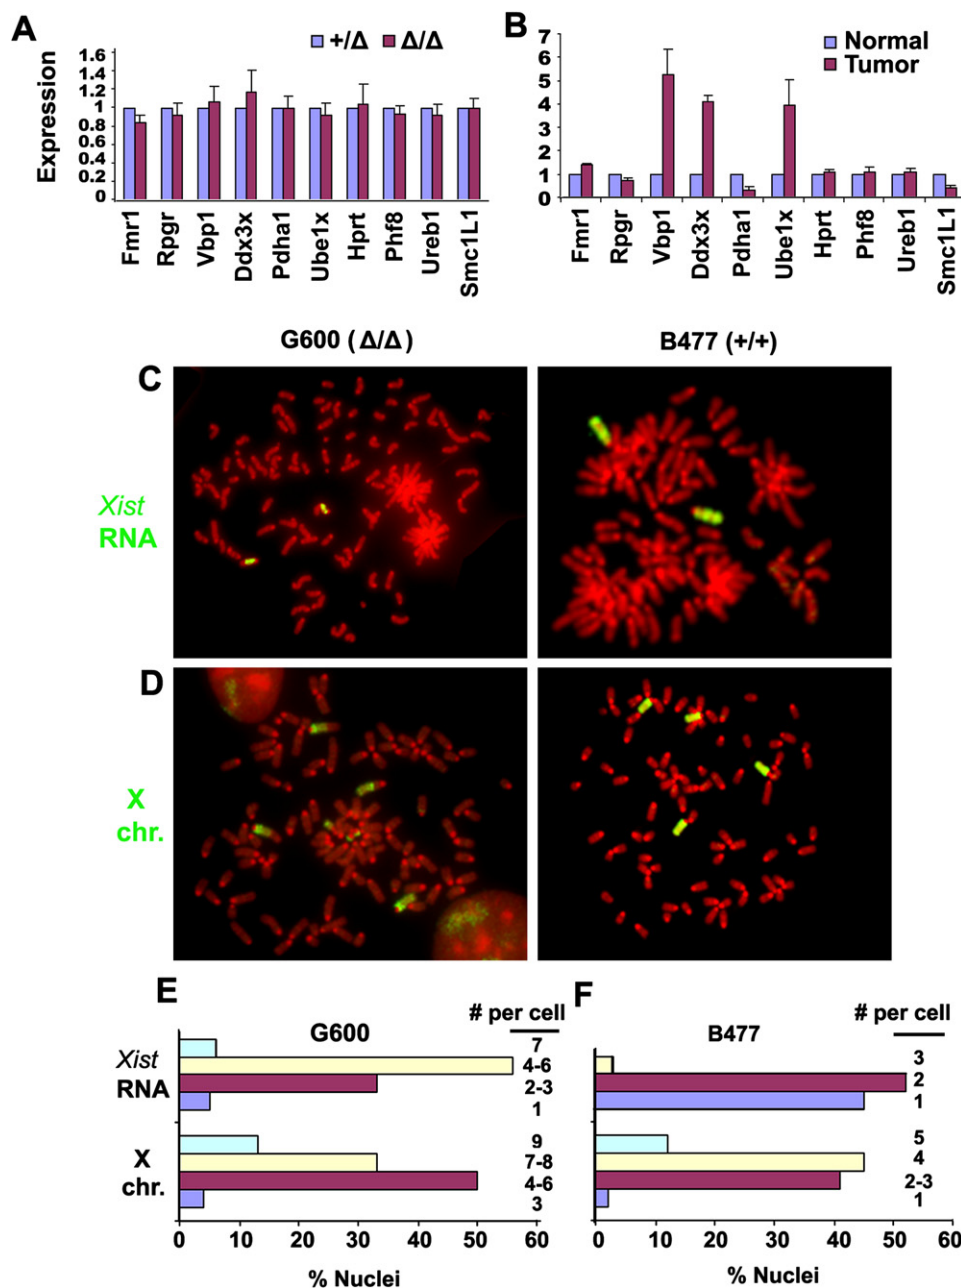 A
+/Δ Δ/Δ
Expression
1.6
1.4
1.2
1
0.8
0.6
0.4
0.2
0
Fmr1
Rpgr
Vbp1
Ddx3x
Pdha1
Ube1x
Hprt
Phf8
Ureb1
Smc1L1
B
Normal
Tumor
7
6
5
4
3
2
1
0
Fmr1
Rpgr
Vbp1
Ddx3x
Pdha1
Ube1x
Hprt
Phf8
Ureb1
Smc1L1
G600 (Δ/Δ)
B477 (+/+)
C
Xist
RNA
D
X
chr.
E
G600
# per cell
Xist
RNA
7
4-6
2-3
1
X
chr.
9
7-8
4-6
3
0 10 20 30 40 50 60
% Nuclei
F
B477
# per cell
3
2
1
5
4
2-3
1
0 10 20 30 40 50 60
% Nuclei